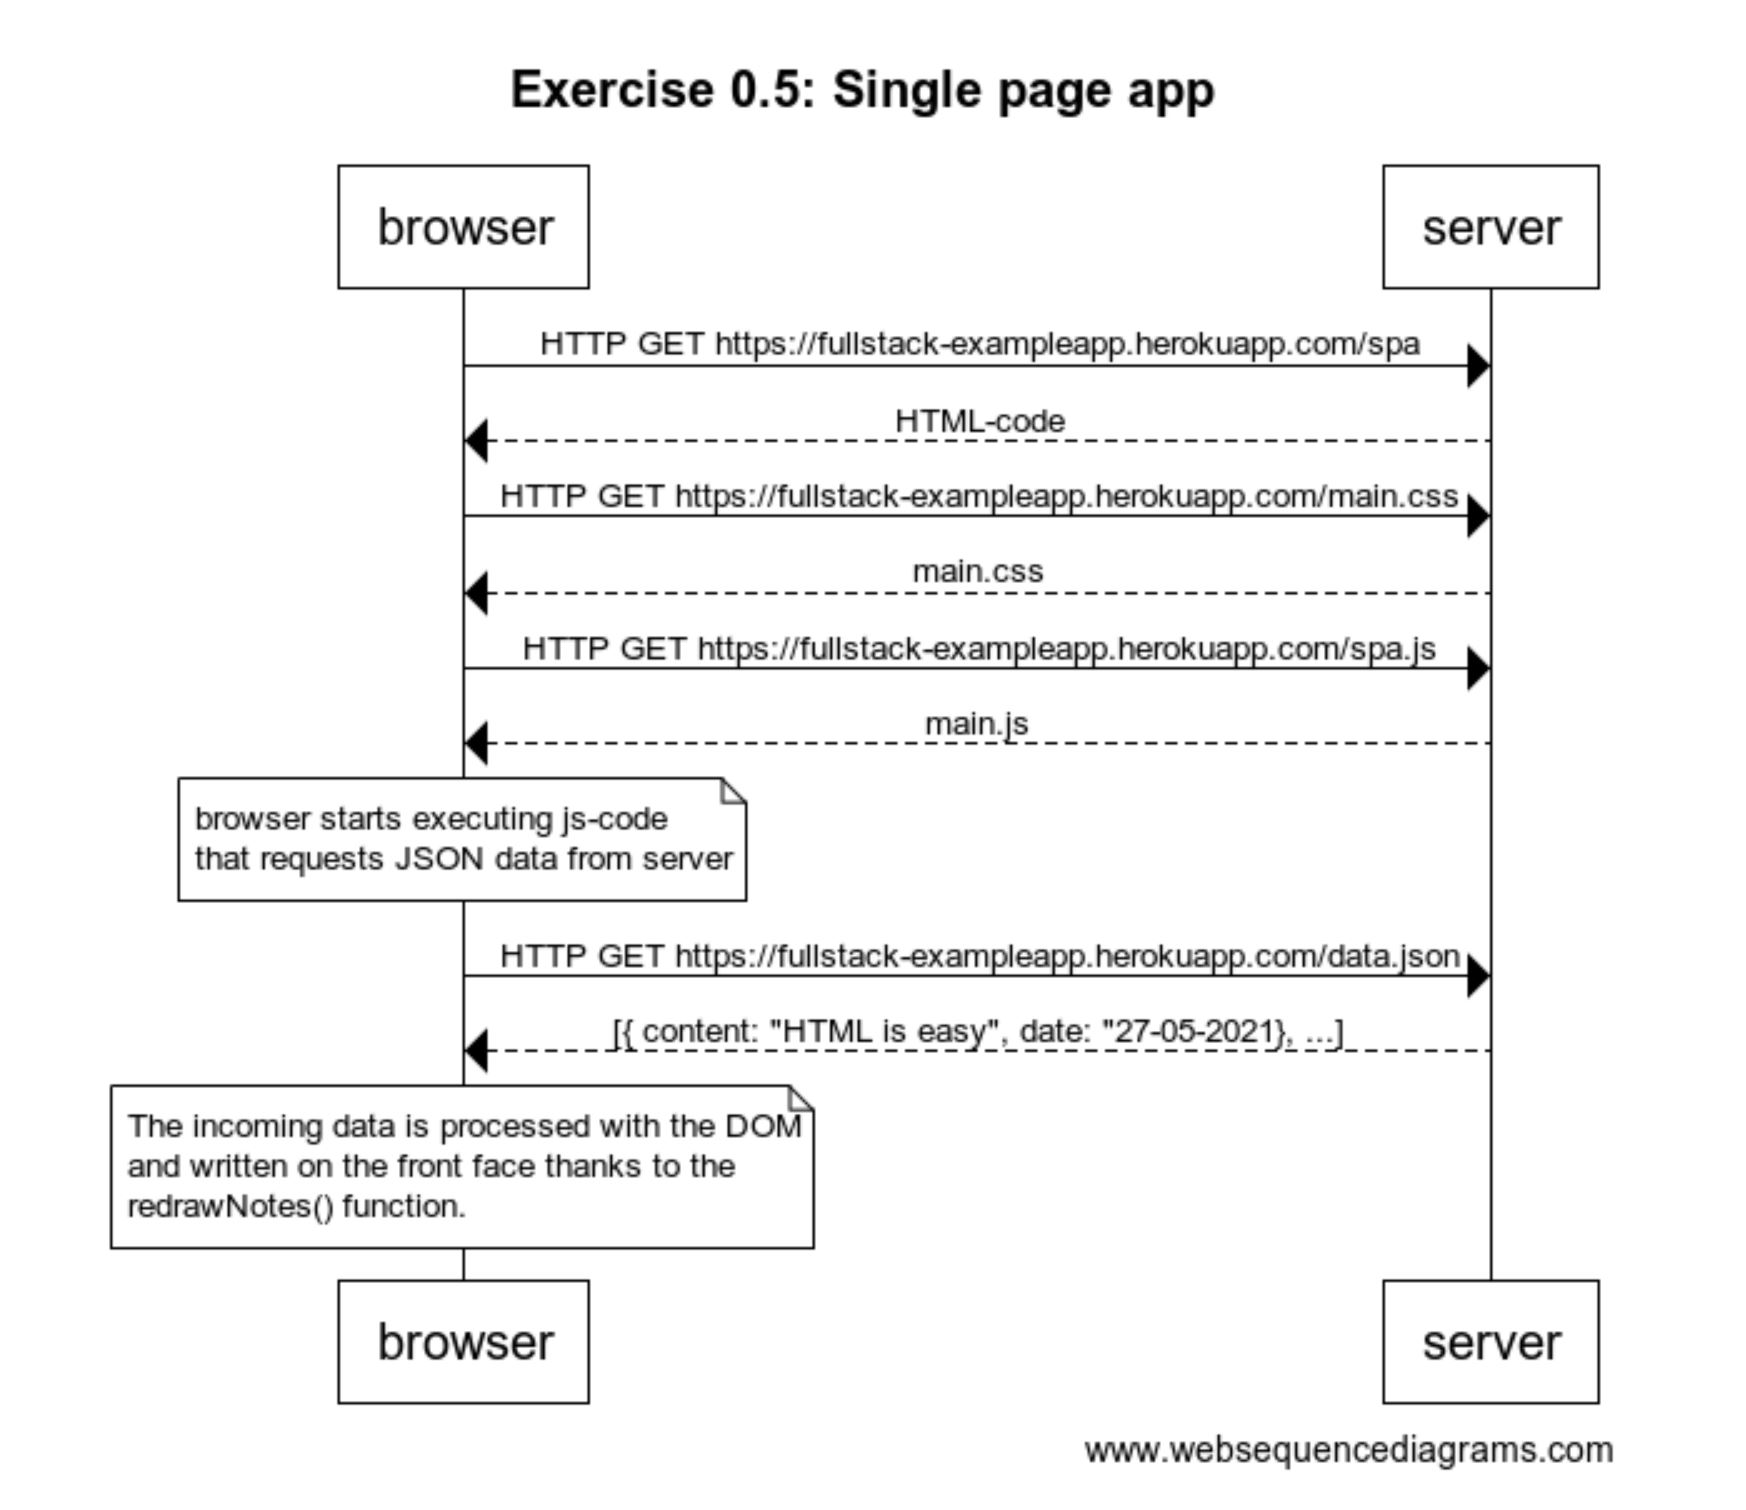 Exercise 0.5: Single page app
browser
server
HTTP GET https://fullstack-exampleapp.herokuapp.com/spa
HTML-code
HTTP GET https://fullstack-exampleapp.herokuapp.com/main.css
main.css
HTTP GET https://fullstack-exampleapp.herokuapp.com/spa.js
main.js
browser starts executing js-code
that requests JSON data from server
HTTP GET https://fullstack-exampleapp.herokuapp.com/data.json
[{ content: "HTML is easy", date: "27-05-2021}, ...]
The incoming data is processed with the DOM
and written on the front face thanks to the
redrawNotes() function.
browser
server
www.websequencediagrams.com